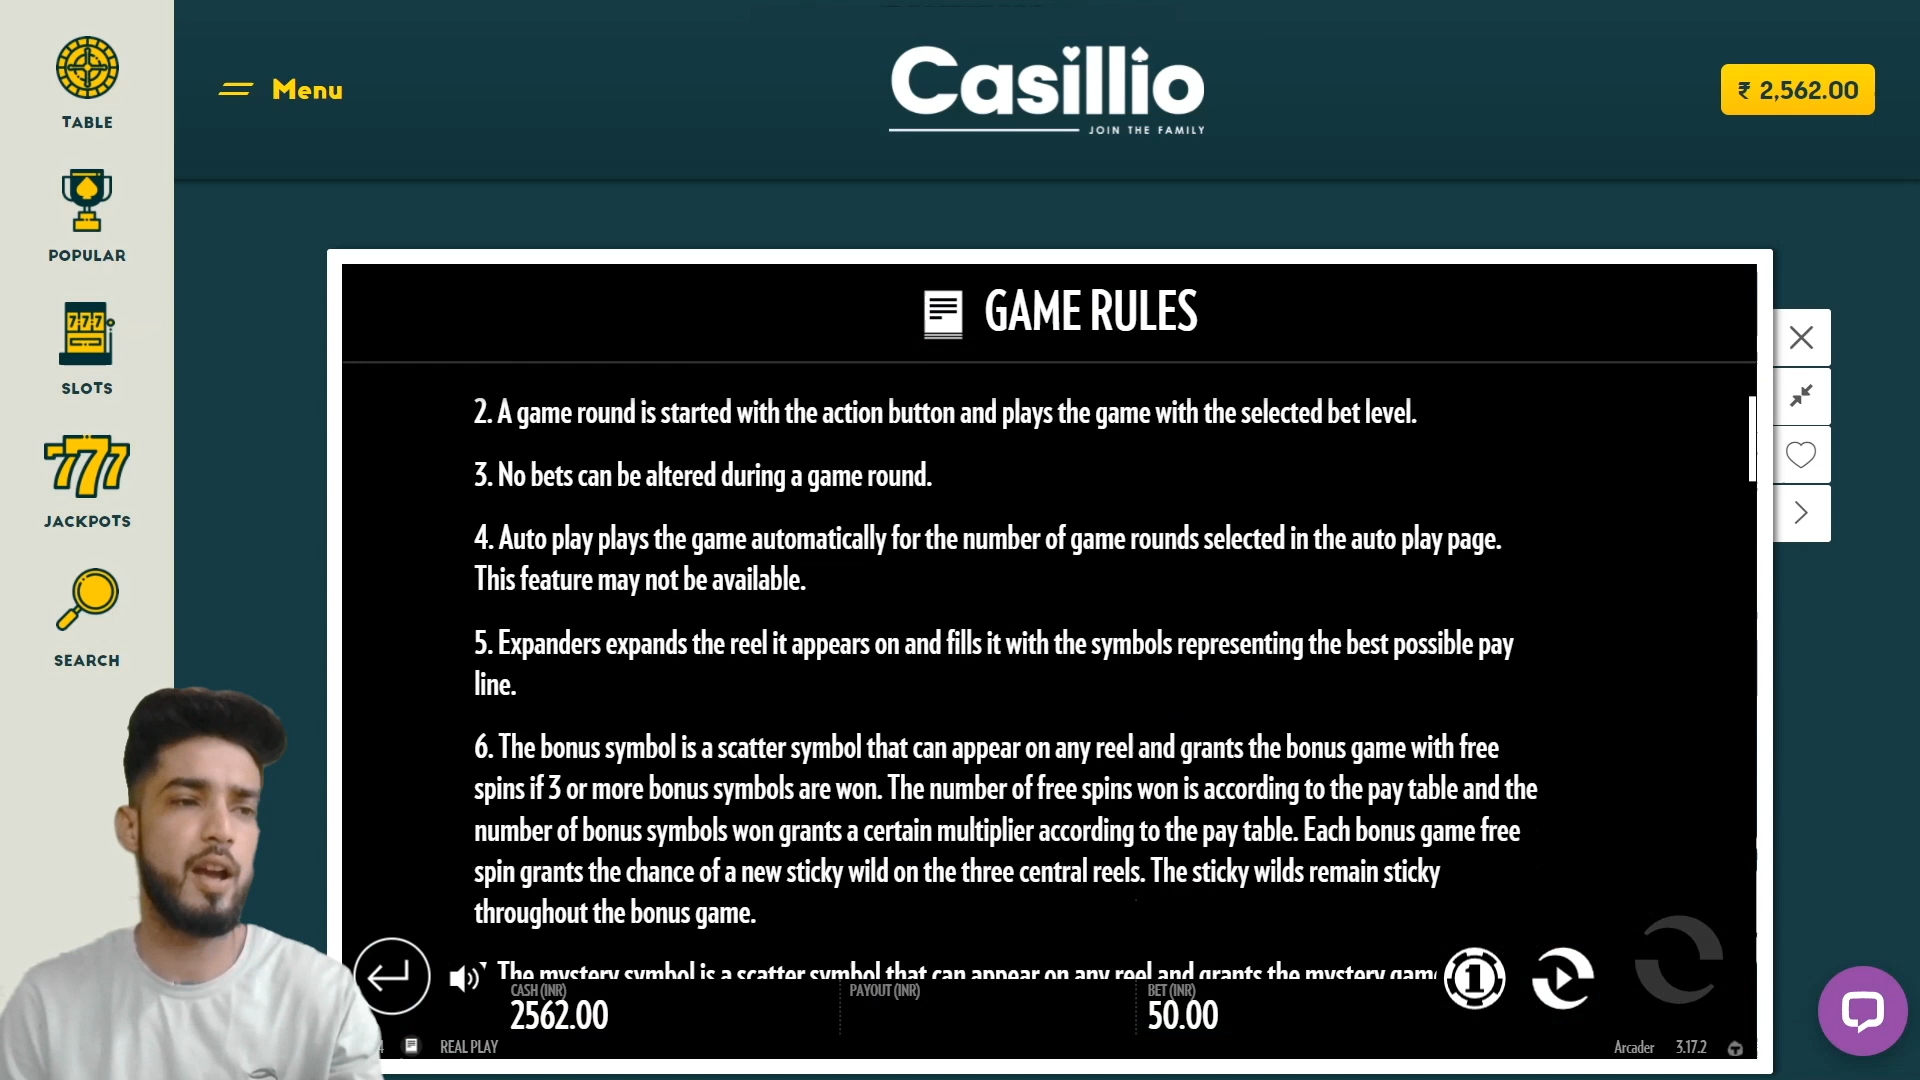 TABLE
POPULAR
SLOTS
777
JACKPOTS
SEARCH
Menu
Casillio
JOIN THE FAMILY
₹ 2,562.00
GAME RULES
2. A game round is started with the action button and plays the game with the selected bet level.
3. No bets can be altered during a game round.
4. Auto play plays the game automatically for the number of game rounds selected in the auto play page.
This feature may not be available.
5. Expanders expands the reel it appears on and fills it with the symbols representing the best possible pay
line.
6. The bonus symbol is a scatter symbol that can appear on any reel and grants the bonus game with free
spins if 3 or more bonus symbols are won. The number of free spins won is according to the pay table and the
number of bonus symbols won grants a certain multiplier according to the pay table. Each bonus game free
spin grants the chance of a new sticky wild on the three central reels. The sticky wilds remain sticky
throughout the bonus game.
The mystery symbol is a scatter symbol that can appear on any reel and grants the mystery game
CASH (INR)
2562.00
PAYOUT (INR)
BET (INR)
50.00
1
REAL PLAY
Arcader 3.17.2